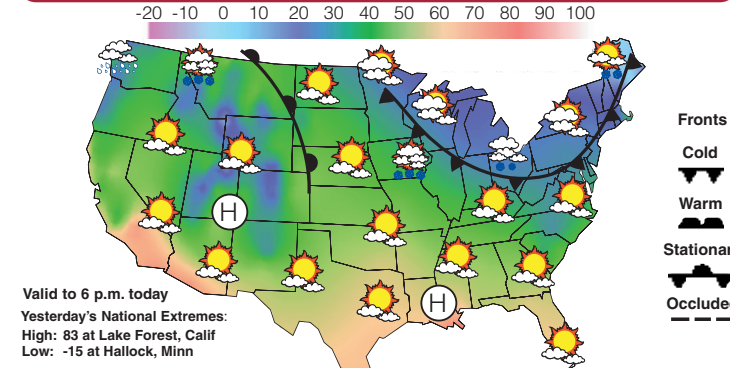 -20 -10 0 10 20 30 40 50 60 70 80 90 100
H
H
Valid to 6 p.m. today
Yesterday's National Extremes:
High: 83 at Lake Forest, Calif
Low: -15 at Hallock, Minn
Fronts
Cold
Warm
Stationar
Occlude